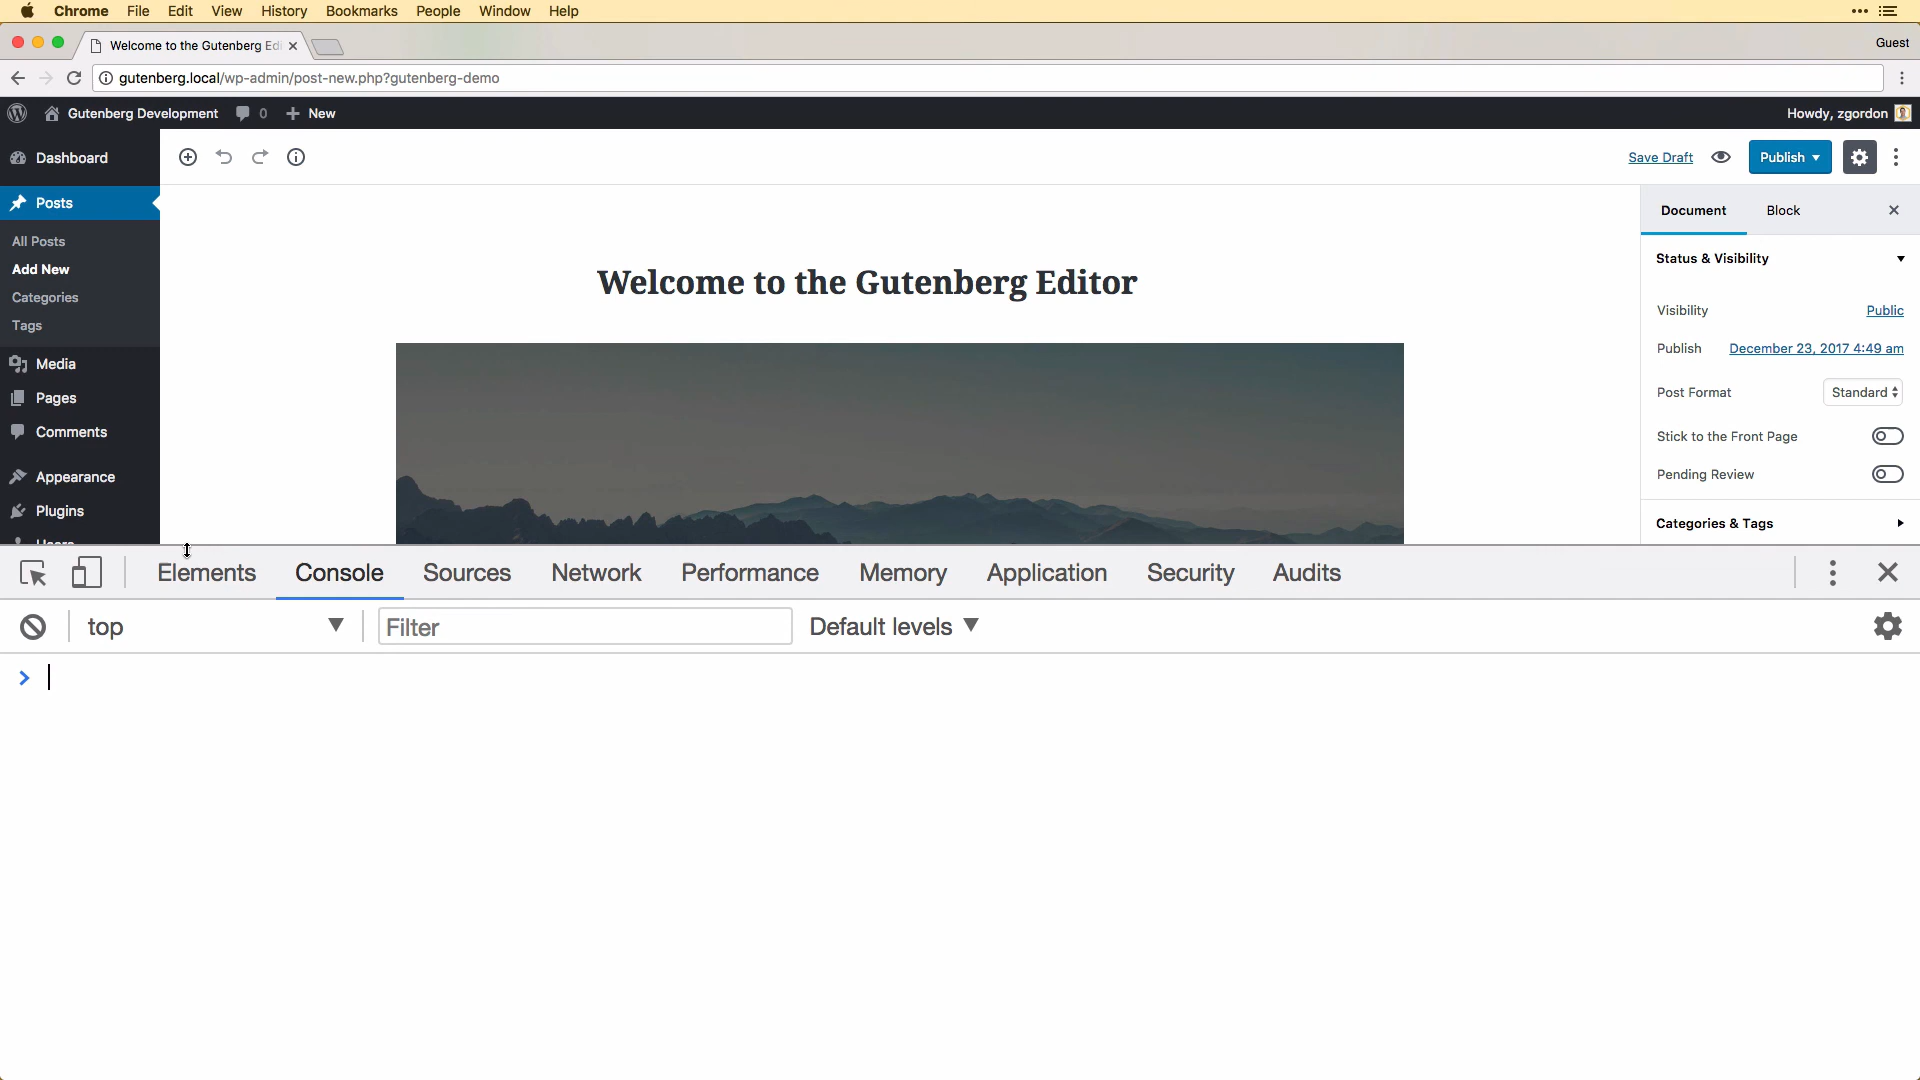 Chrome File Edit View History Bookmarks People Window Help
Welcome to the Gutenberg Edi
Guest
gutenberg.local/wp-admin/post-new.php?gutenberg-demo
Gutenberg Development 0 New
Howdy, zgordon
Dashboard
Posts
All Posts
Add New
Categories
Tags
Media
Pages
Comments
Appearance
Plugins
Users
Save Draft
Publish
Welcome to the Gutenberg Editor
Document Block
Status & Visibility
Visibility Public
Publish December 23, 2017 4:49 am
Post Format Standard
Stick to the Front Page
Pending Review
Categories & Tags
Elements Console Sources Network Performance Memory Application Security Audits
top Filter Default levels